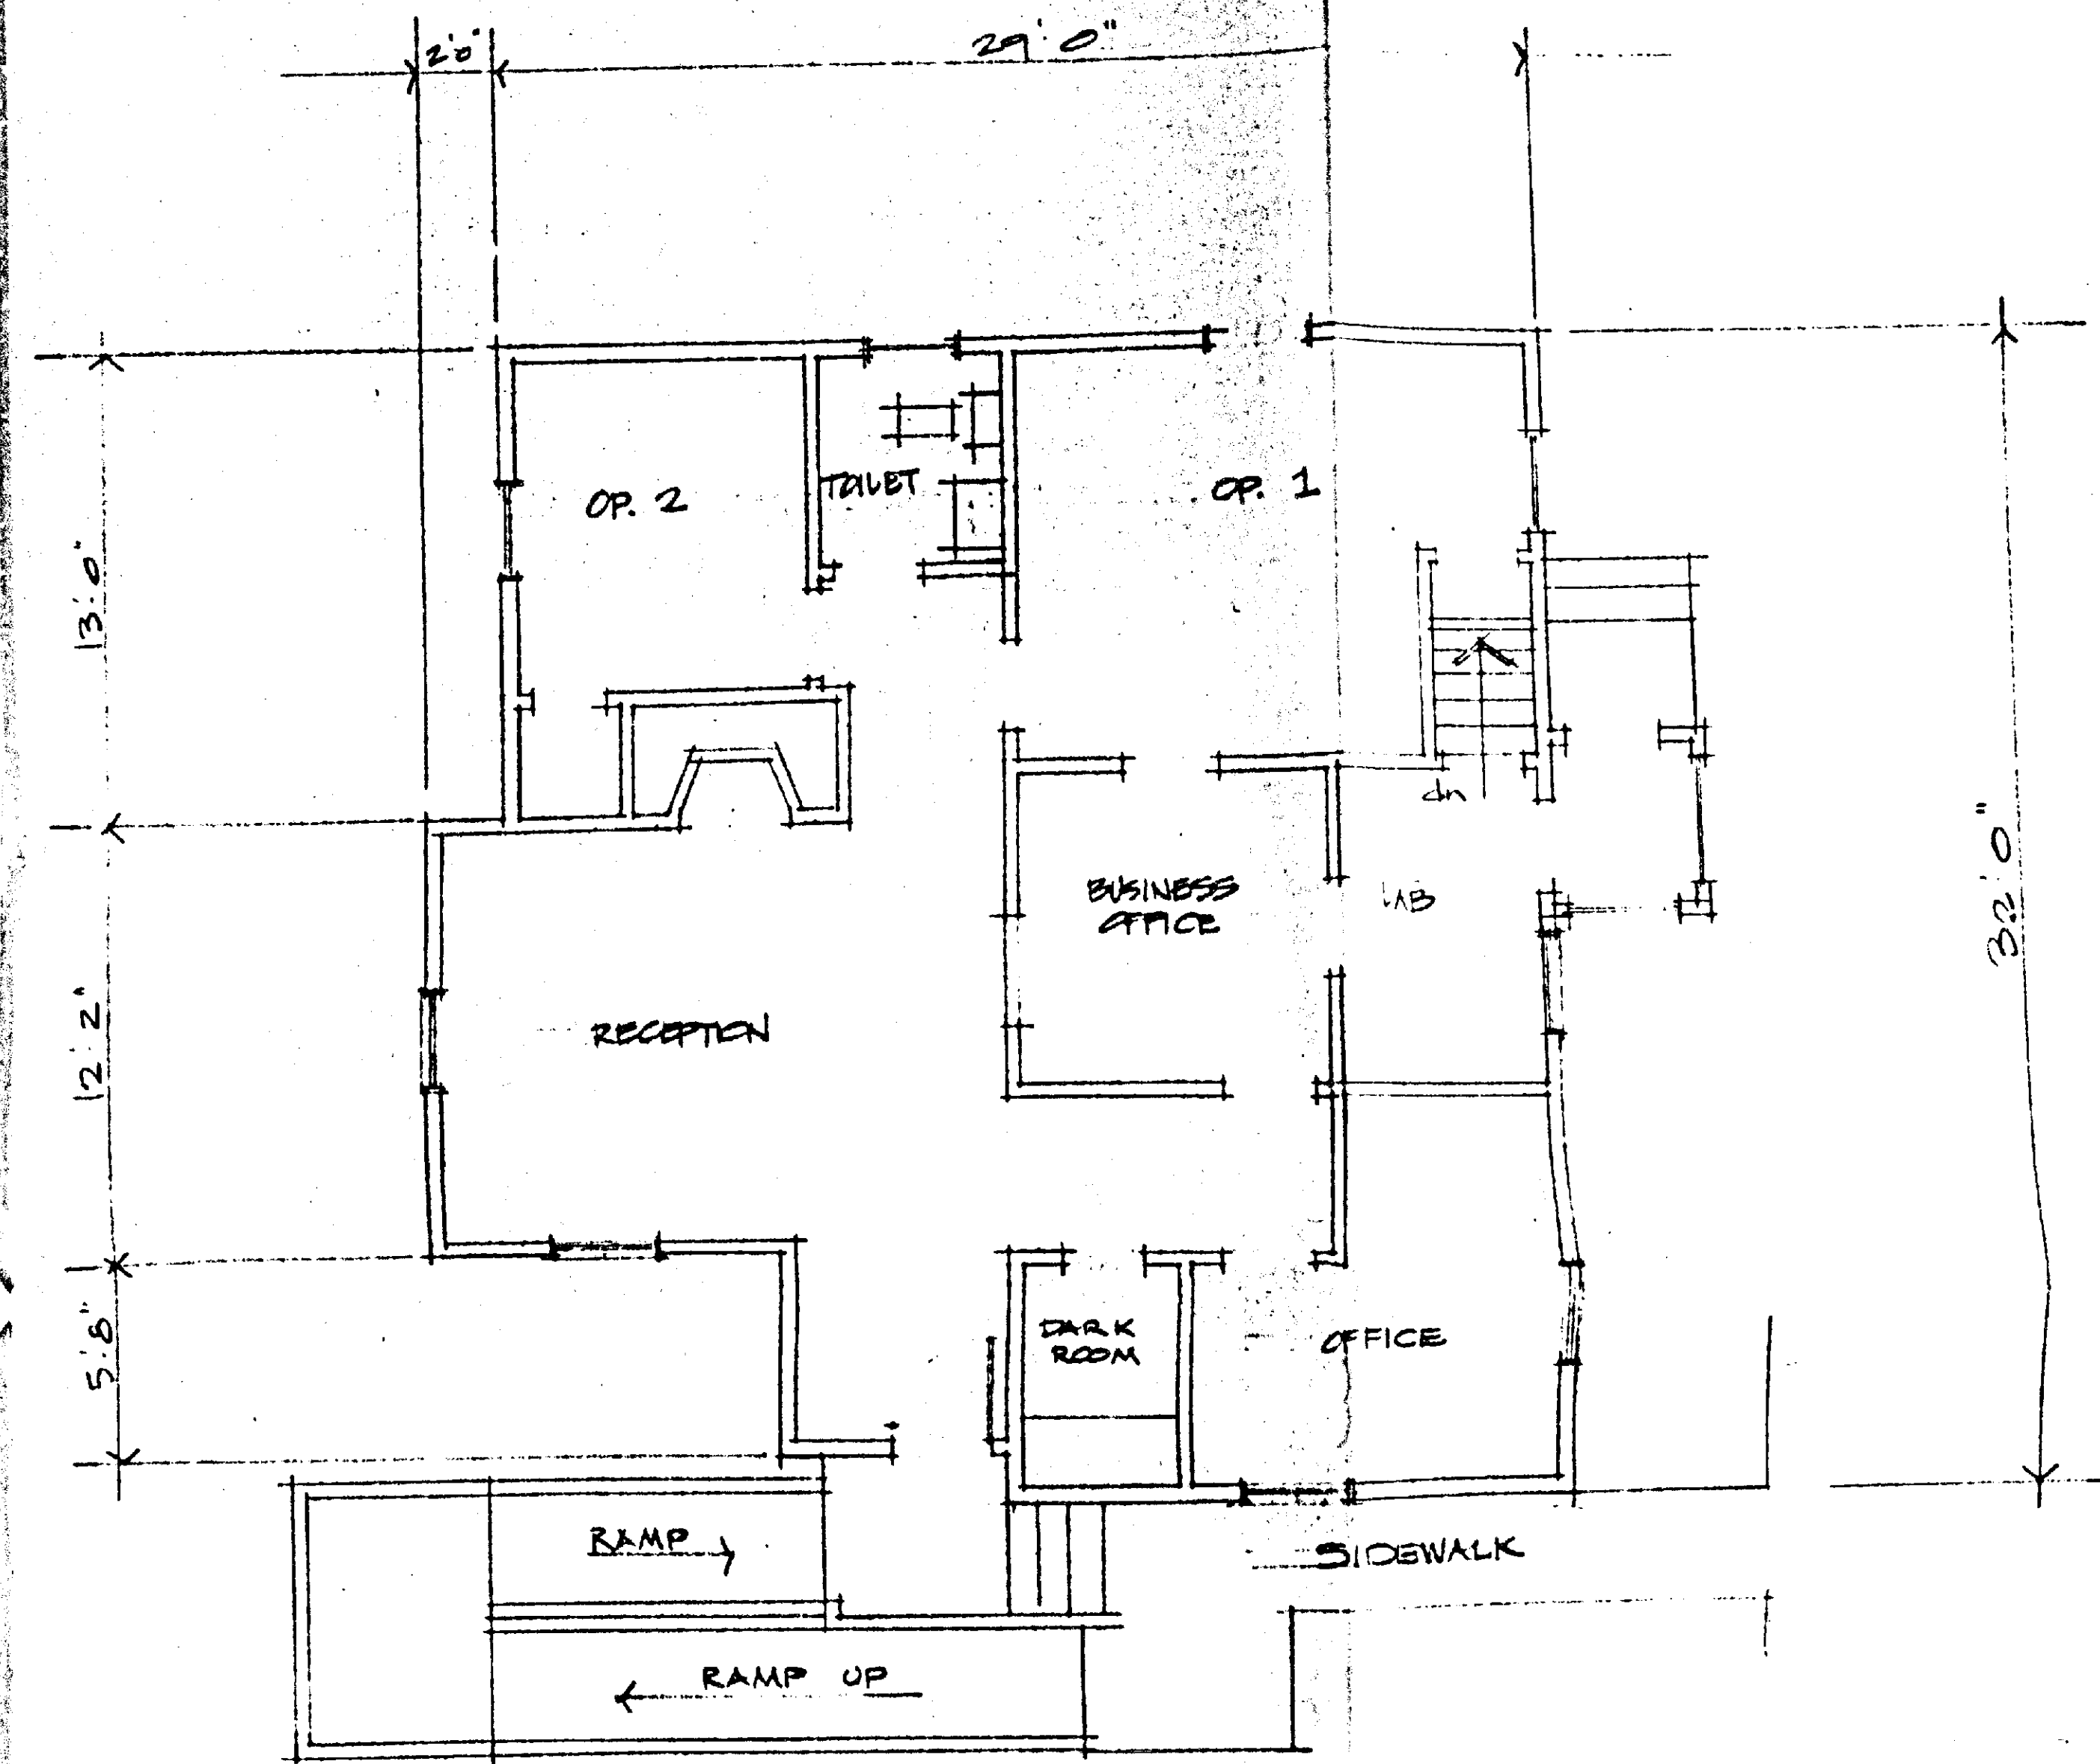 2'0"
29'.0"
OP. 2
TOILET
OP. 1
13'.0"
dn
BUSINESS
OFFICE
LAB
32'.0"
RECEPTION
12'.2"
DARK
ROOM
OFFICE
5'.8"
RAMP
SIDEWALK
RAMP UP